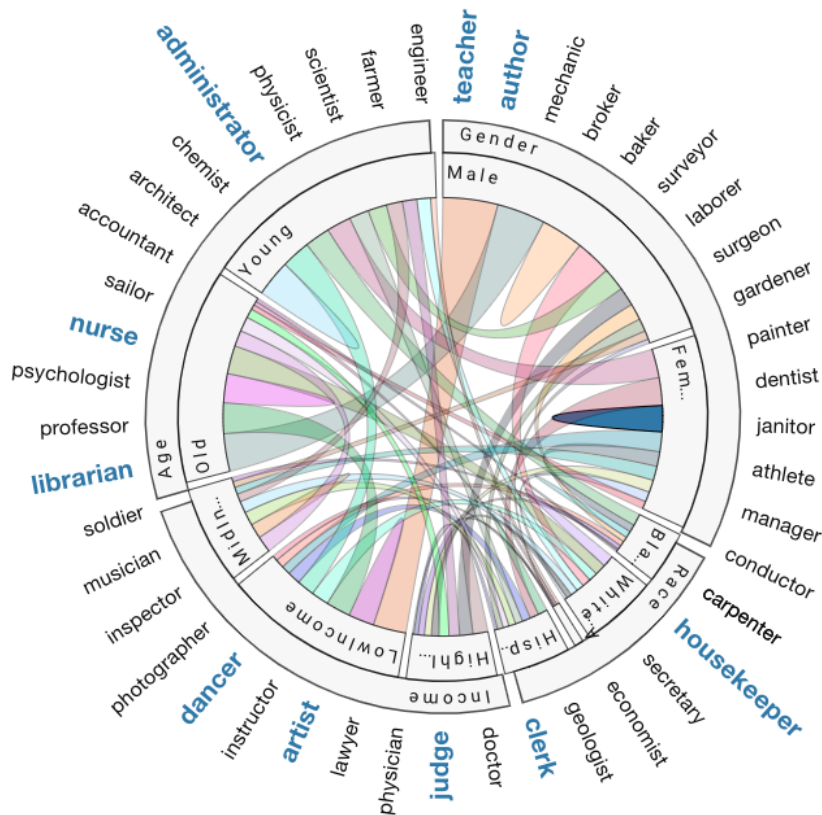 teacher
author
mechanic
broker
baker
surveyor
laborer
surgeon
gardener
painter
dentist
janitor
athlete
manager
conductor
carpenter
housekeeper
secretary
economist
geologist
clerk
doctor
judge
physician
lawyer
artist
instructor
dancer
photographer
inspector
musician
soldier
librarian
professor
psychologist
nurse
sailor
accountant
architect
chemist
administrator
physicist
scientist
farmer
engineer
Gender
Male
Fem...
Race
Bla...
White
Hisp...
Income
Highl...
LowIncome
MidIn...
Age
Old
Young